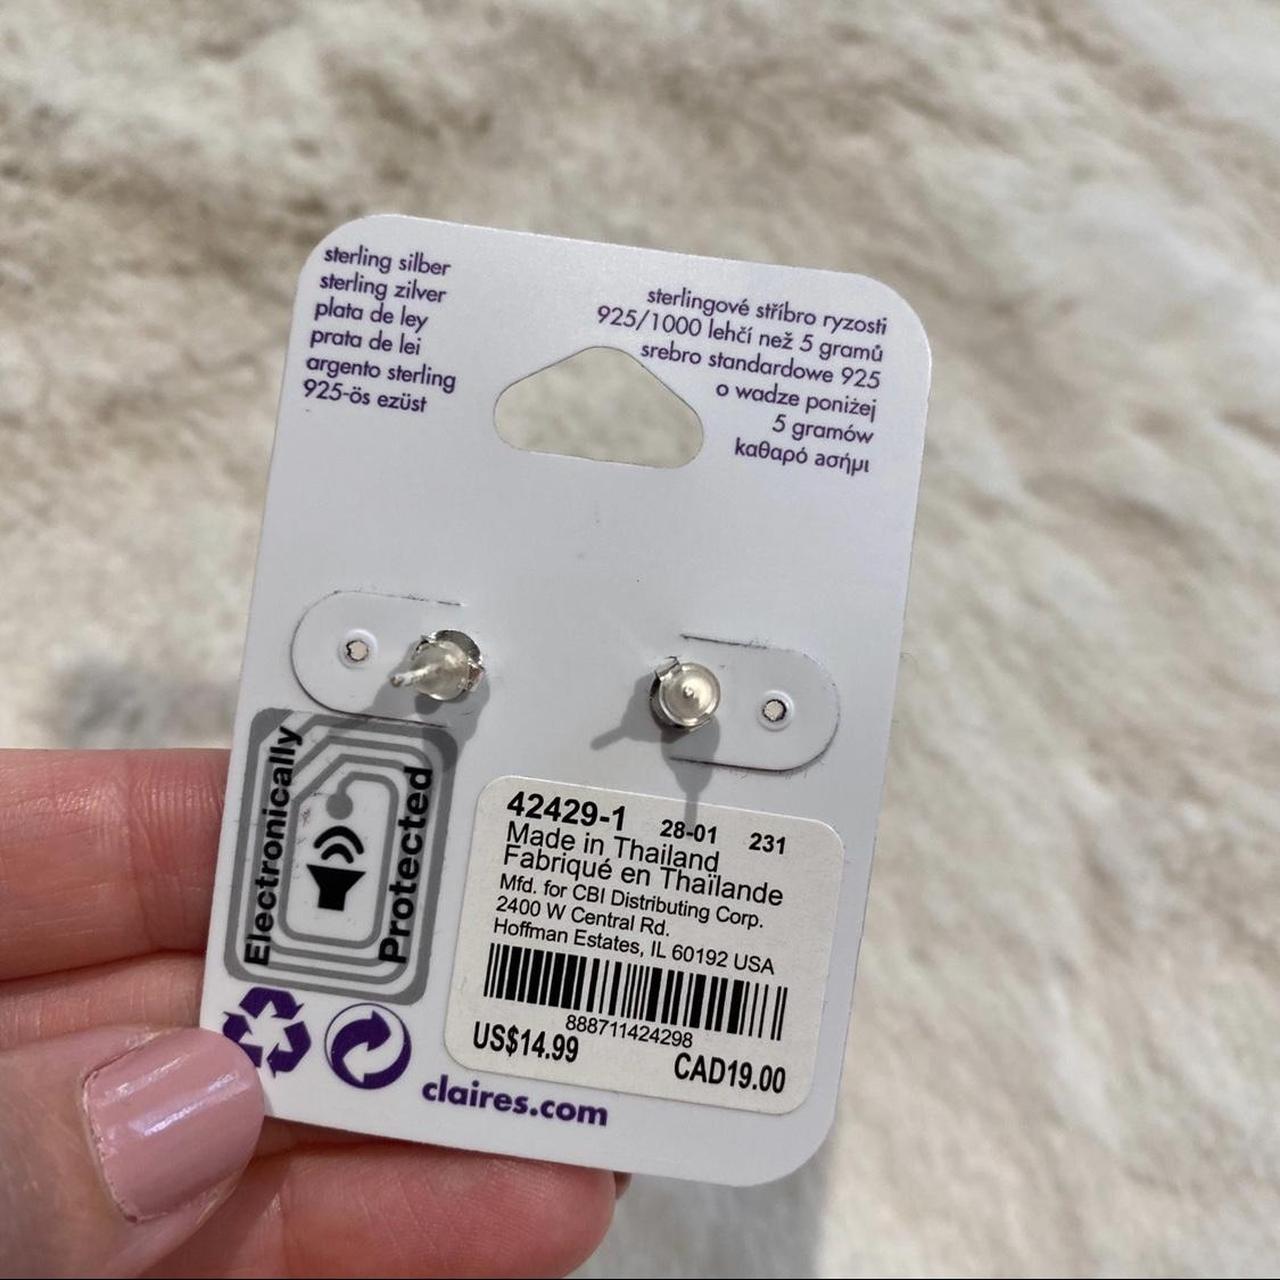 sterling silber
sterling zilver
plata de ley
prata de lei
argento sterling
925-ös ezüst
sterlingové stříbro ryzosti
925/1000 lehčí než 5 gramů
srebro standardowe 925
o wadze poniżej
5 gramów
καθαρό ασήμι
Electronically
Protected
42429-1 28-01 231
Made in Thailand
Fabriqué en Thaïlande
Mfd. for CBI Distributing Corp.
2400 W Central Rd.
Hoffman Estates, IL 60192 USA
888711424298
US$14.99 CAD19.00
claires.com